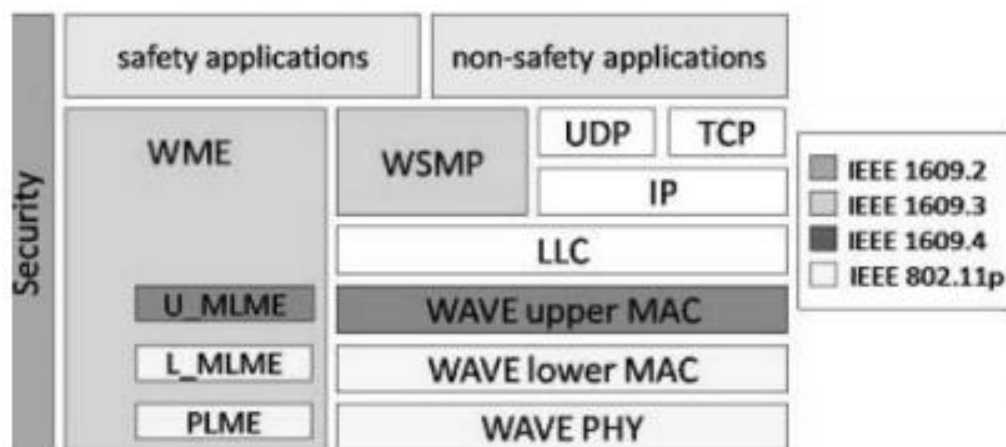 safety applications
non-safety applications
Security
WME
WSMP
UDP
TCP
IP
LLC
U_MLME
WAVE upper MAC
L_MLME
WAVE lower MAC
PLME
WAVE PHY
IEEE 1609.2
IEEE 1609.3
IEEE 1609.4
IEEE 802.11p